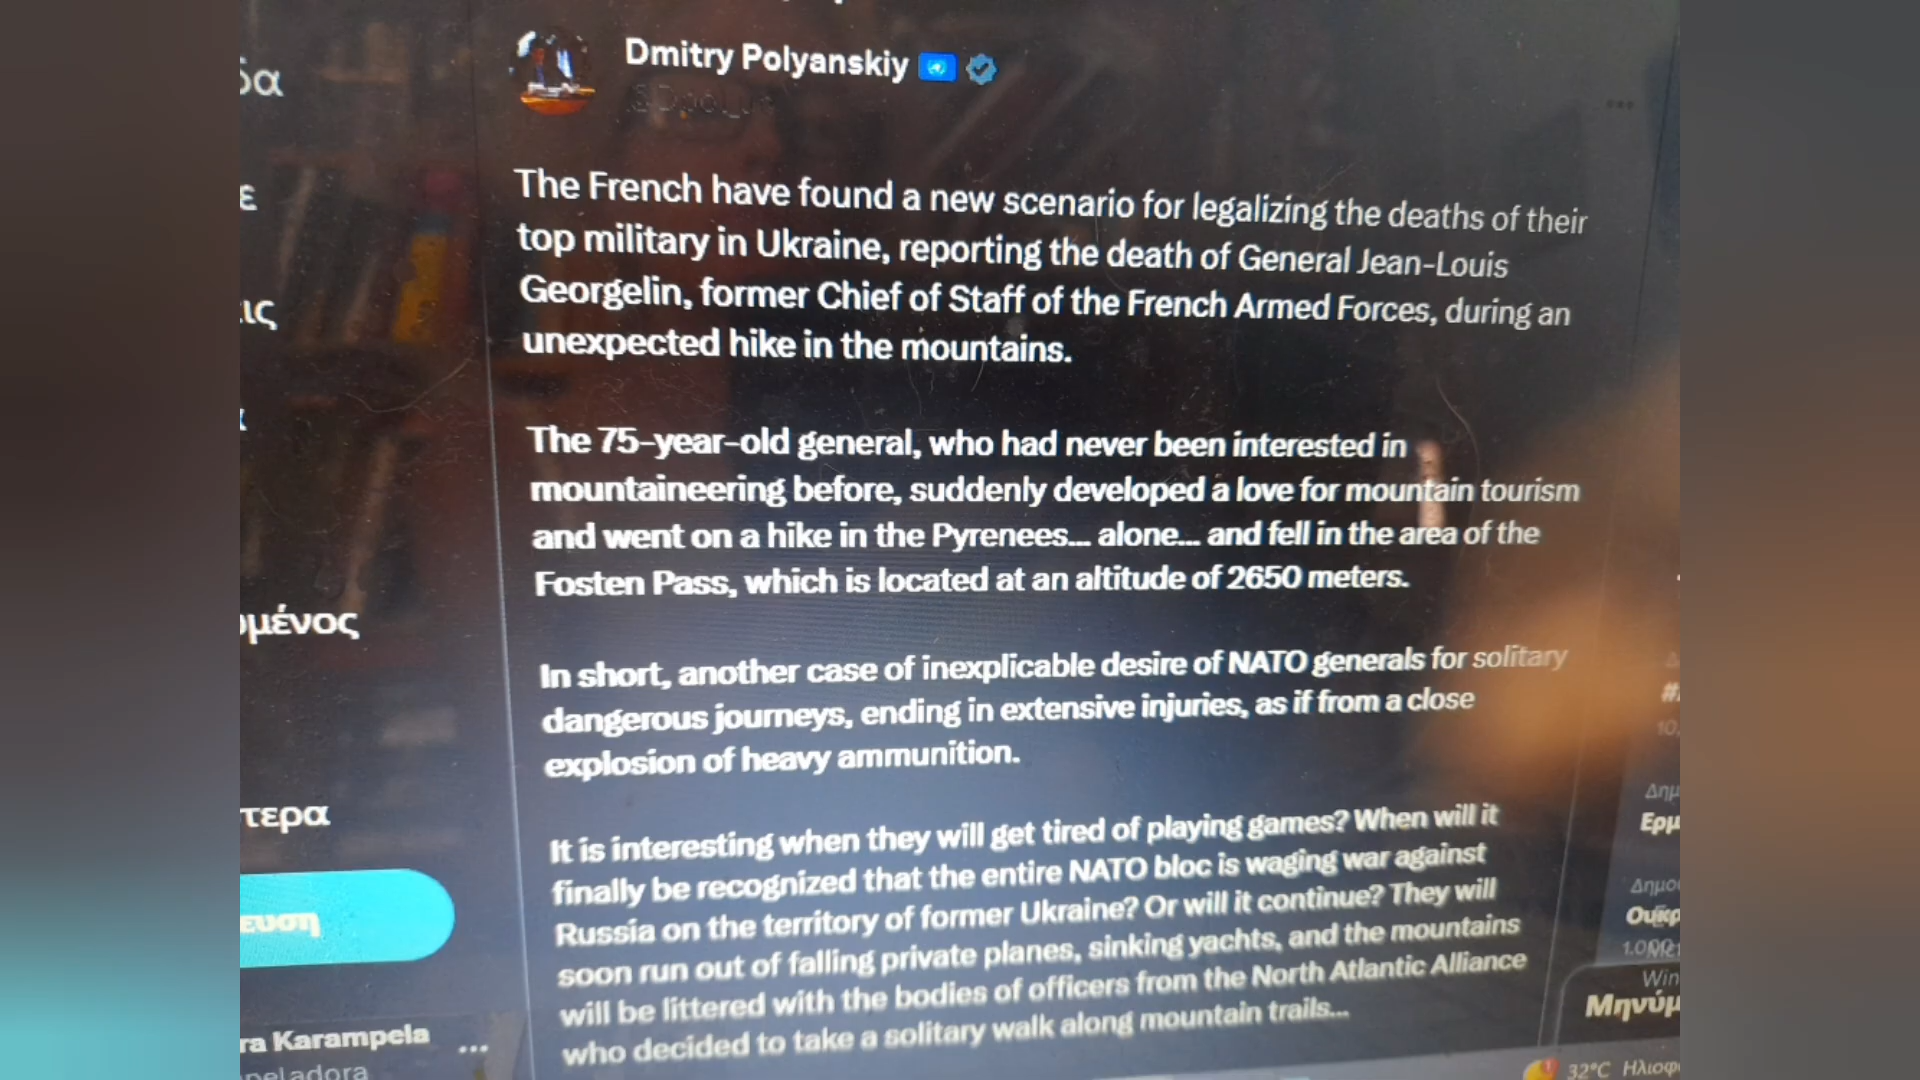 Dmitry Polyanskiy
The French have found a new scenario for legalizing the deaths of their
top military in Ukraine, reporting the death of General Jean-Louis
Georgelin, former Chief of Staff of the French Armed Forces, during an
unexpected hike in the mountains.
The 75-year-old general, who had never been interested in
mountaineering before, suddenly developed a love for mountain tourism
and went on a hike in the Pyrenees... alone... and fell in the area of the
Fosten Pass, which is located at an altitude of 2650 meters.
In short, another case of inexplicable desire of NATO generals for solitary
dangerous journeys, ending in extensive injuries, as if from a close
explosion of heavy ammunition.
It is interesting when they will get tired of playing games? When will it
finally be recognized that the entire NATO bloc is waging war against
Russia on the territory of former Ukraine? Or will it continue? They will
soon run out of falling private planes, sinking yachts, and the mountains
will be littered with the bodies of officers from the North Atlantic Alliance
who decided to take a solitary walk along mountain trails...
δα
ε
ις
ομένος
τερα
ευση
ra Karampela
...
peladora
Δημ
Ερμ
Δημο
Ουκρ
Μηνύμ
32°C Ηλιοφ